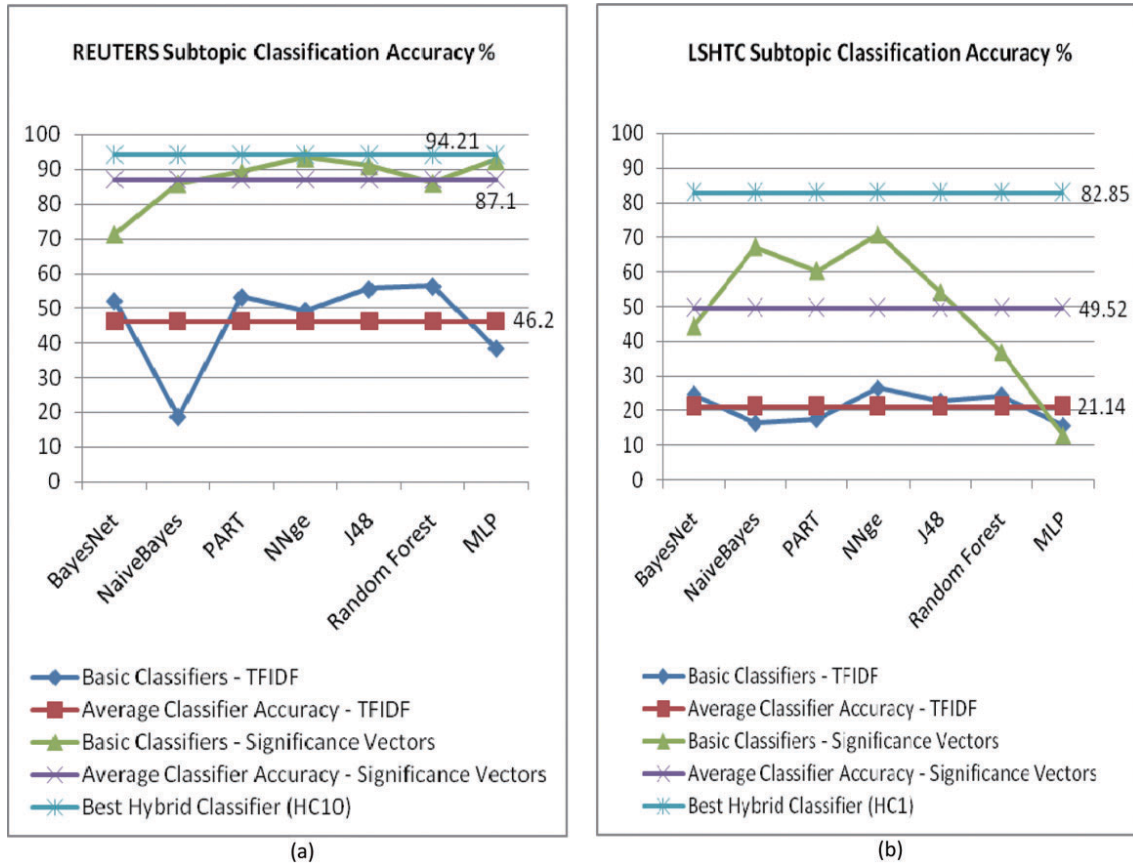 REUTERS Subtopic Classification Accuracy %
100
90
80
70
60
50
40
30
20
10
0
94.21
87.1
46.2
BayesNet
NaiveBayes
PART
NNge
J48
Random Forest
MLP
Basic Classifiers - TFIDF
Average Classifier Accuracy - TFIDF
Basic Classifiers - Significance Vectors
Average Classifier Accuracy - Significance Vectors
Best Hybrid Classifier (HC10)
(a)
LSHTC Subtopic Classification Accuracy %
100
90
80
70
60
50
40
30
20
10
0
82.85
49.52
21.14
BayesNet
NaiveBayes
PART
NNge
J48
Random Forest
MLP
Basic Classifiers - TFIDF
Average Classifier Accuracy - TFIDF
Basic Classifiers - Significance Vectors
Average Classifier Accuracy - Significance Vectors
Best Hybrid Classifier (HC1)
(b)